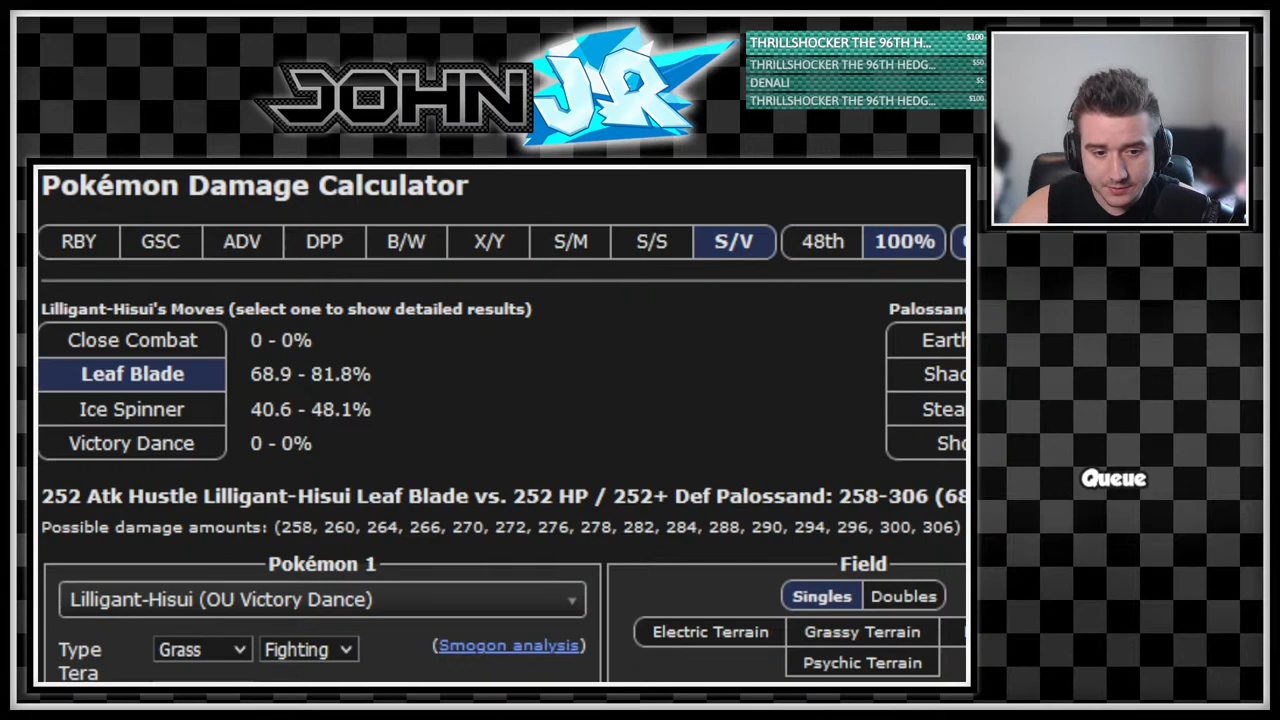 JOHN JR
THRILLSHOCKER THE 96TH H... $100
THRILLSHOCKER THE 96TH HEDG... $50
DENALI $5
THRILLSHOCKER THE 96TH HEDG... $100
Pokémon Damage Calculator
RBY GSC ADV DPP B/W X/Y S/M S/S S/V 48th 100%
Lilligant-Hisui's Moves (select one to show detailed results) Palossand
Close Combat 0 - 0% Earth
Leaf Blade 68.9 - 81.8% Shad
Ice Spinner 40.6 - 48.1% Stea
Victory Dance 0 - 0% Sho
252 Atk Hustle Lilligant-Hisui Leaf Blade vs. 252 HP / 252+ Def Palossand: 258-306 (68
Possible damage amounts: (258, 260, 264, 266, 270, 272, 276, 278, 282, 284, 288, 290, 294, 296, 300, 306)
Pokémon 1 Field
Lilligant-Hisui (OU Victory Dance) Singles Doubles
Type Grass Fighting (Smogon analysis) Electric Terrain Grassy Terrain
Tera Psychic Terrain
Queue